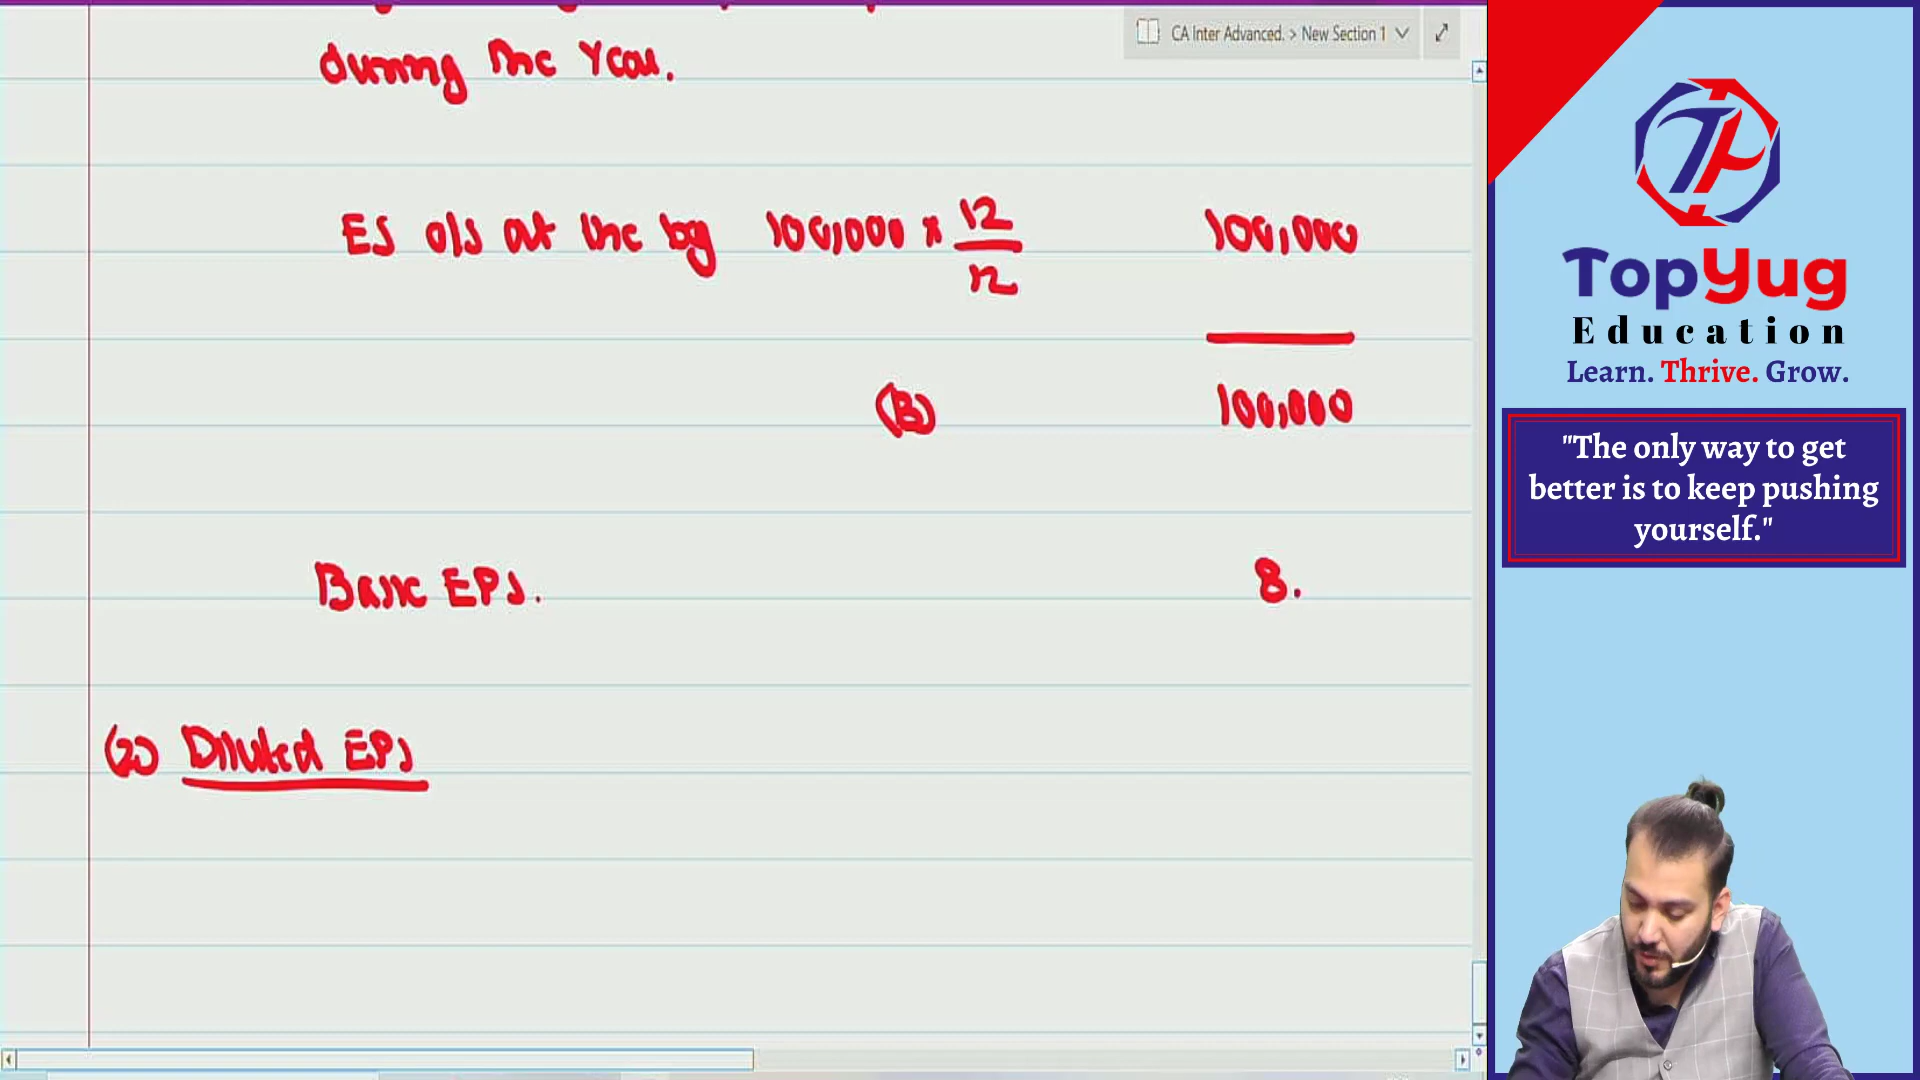 CA Inter Advanced. > New Section 1
during the Year.
ES o/s at the beg 100,000 x 12/12 100,000
(B) 100,000
Basic EPS. 8.
(2) Diluted EPS
TopYug
Education
Learn. Thrive. Grow.
"The only way to get
better is to keep pushing
yourself."